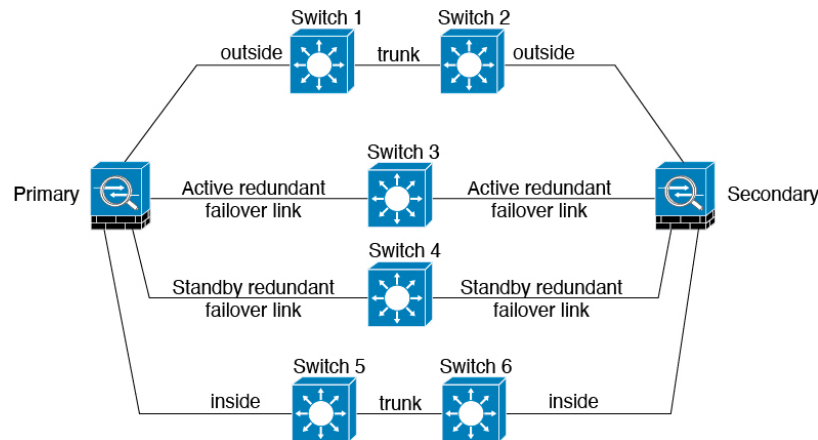 Switch 1
Switch 2
outside
trunk
outside
Switch 3
Primary
Active redundant
failover link
Active redundant
failover link
Secondary
Switch 4
Standby redundant
failover link
Standby redundant
failover link
Switch 5
Switch 6
inside
trunk
inside